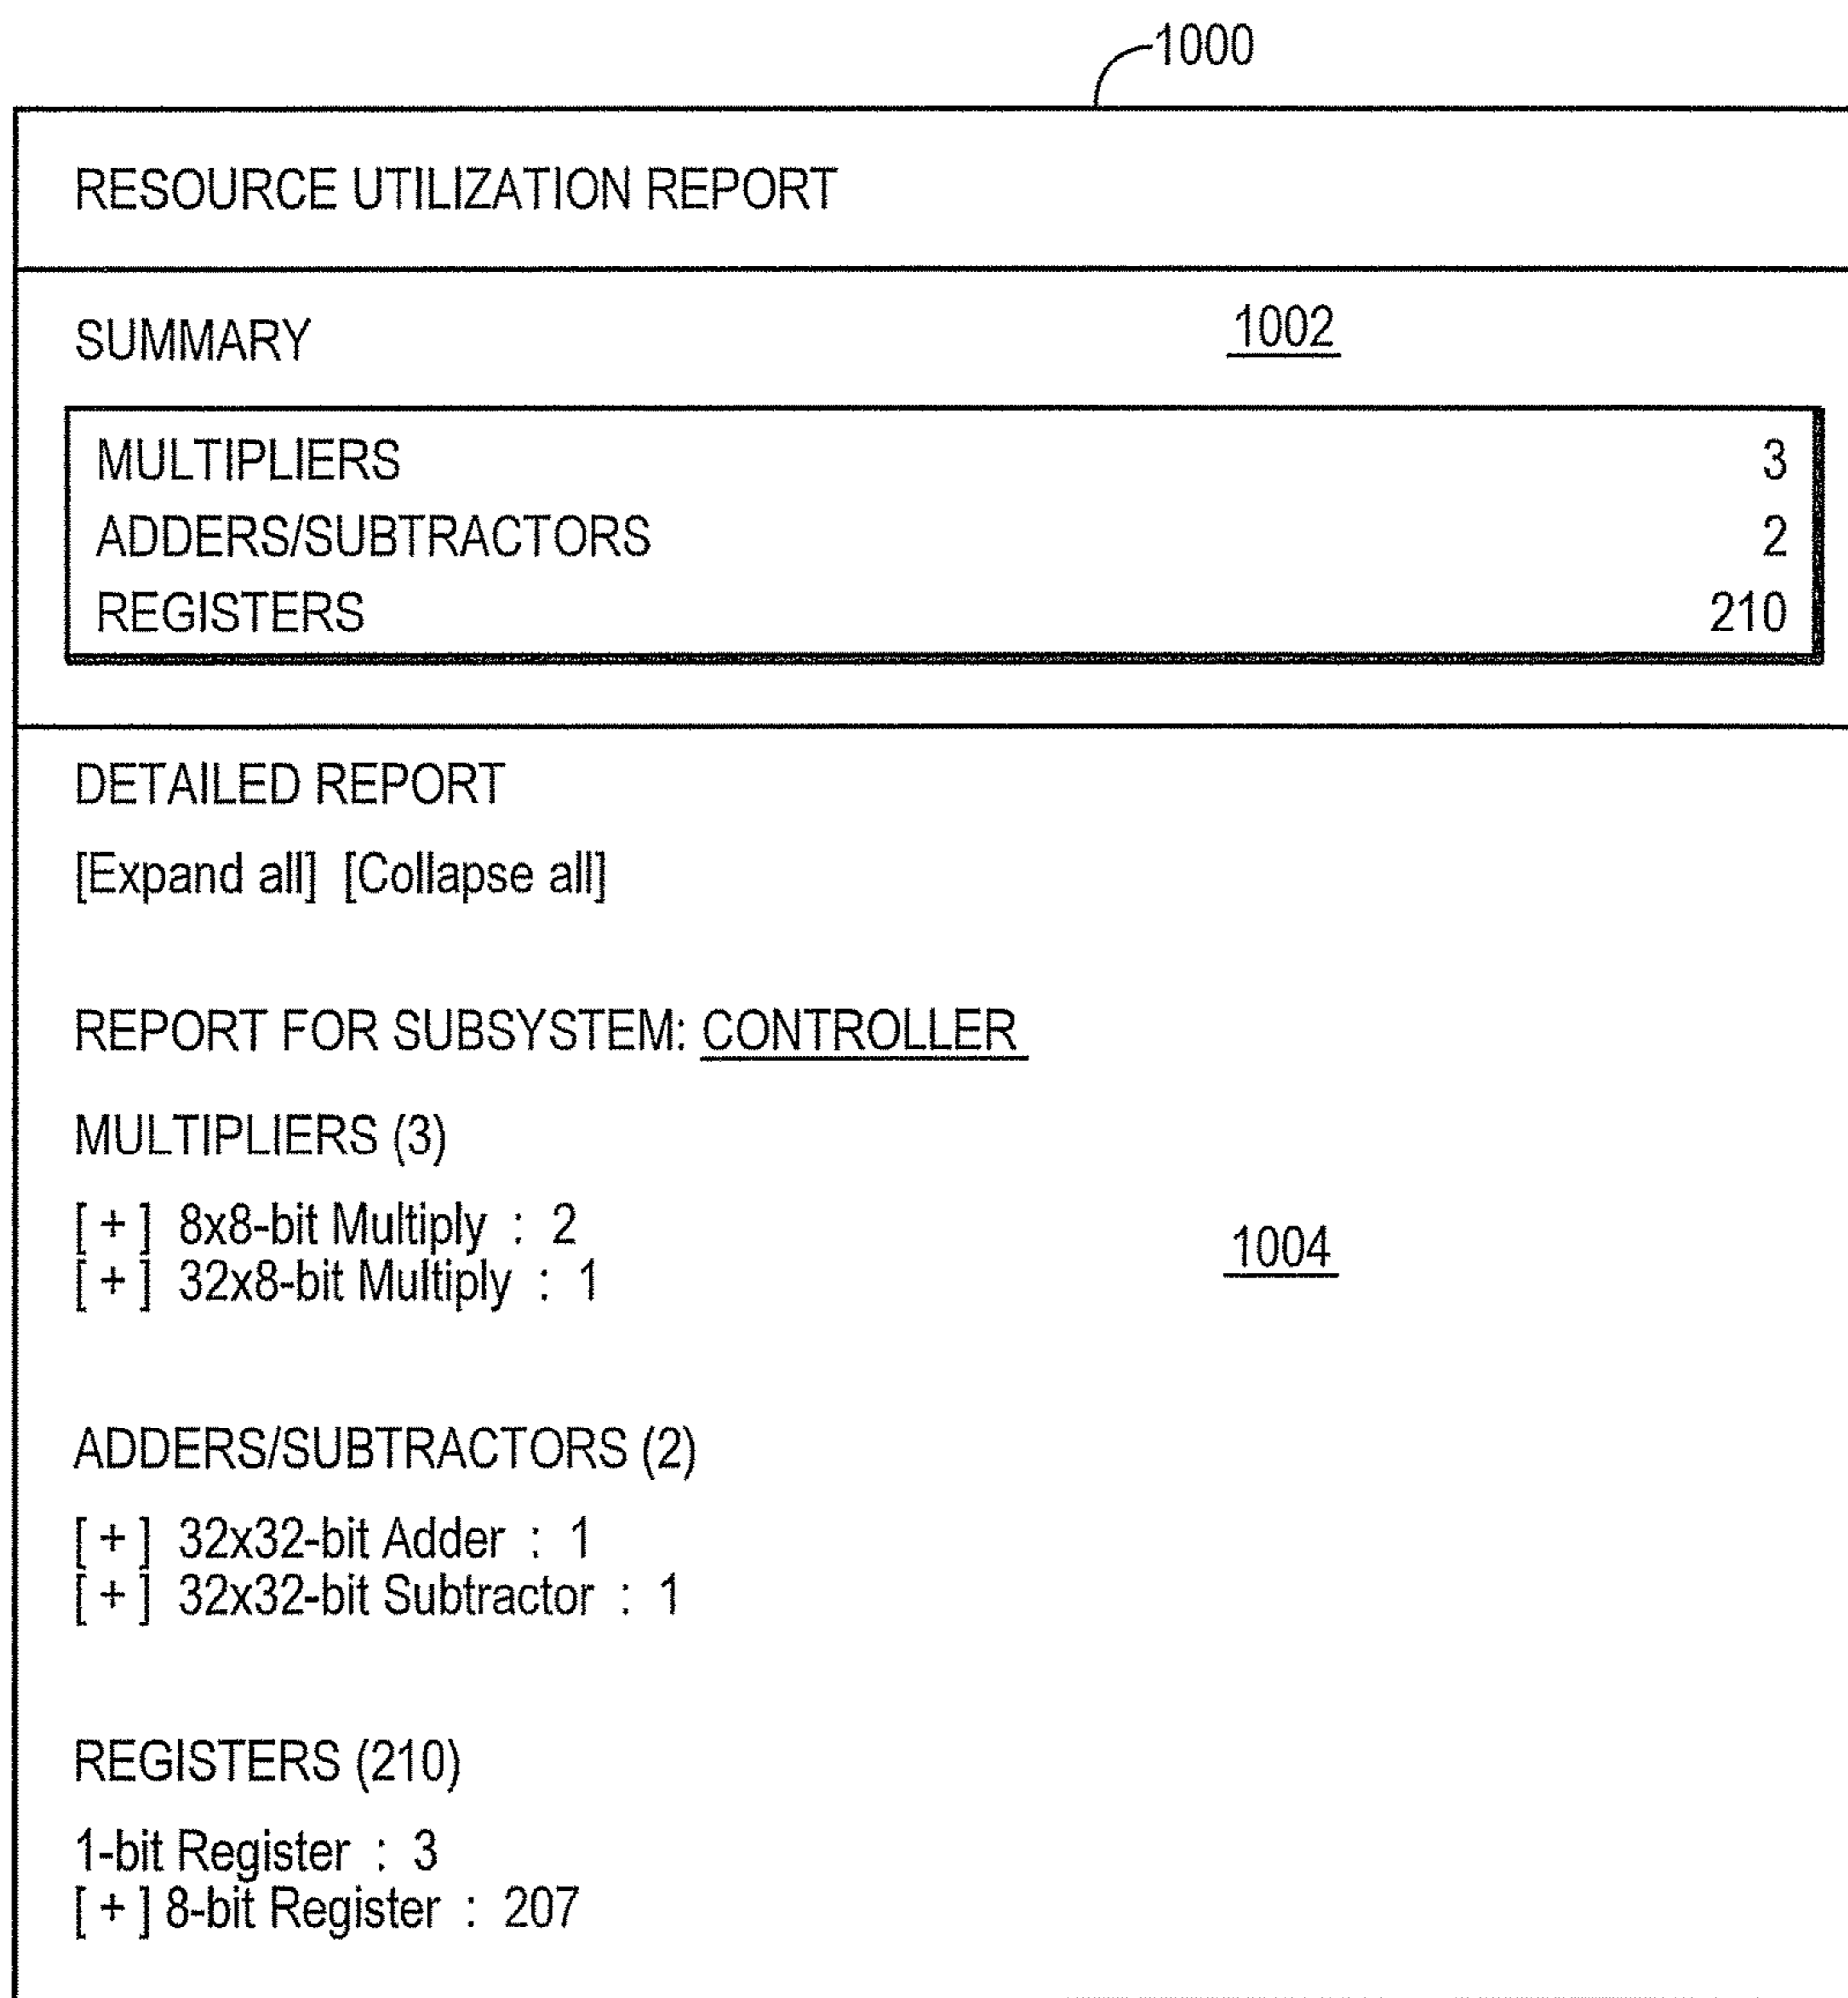 1000
RESOURCE UTILIZATION REPORT
SUMMARY 1002
MULTIPLIERS 3
ADDERS/SUBTRACTORS 2
REGISTERS 210
DETAILED REPORT
[Expand all] [Collapse all]
REPORT FOR SUBSYSTEM: CONTROLLER
MULTIPLIERS (3)
[ + ] 8x8-bit Multiply : 2
1004
[ + ] 32x8-bit Multiply : 1
ADDERS/SUBTRACTORS (2)
[ + ] 32x32-bit Adder : 1
[ + ] 32x32-bit Subtractor : 1
REGISTERS (210)
1-bit Register : 3
[ + ] 8-bit Register : 207